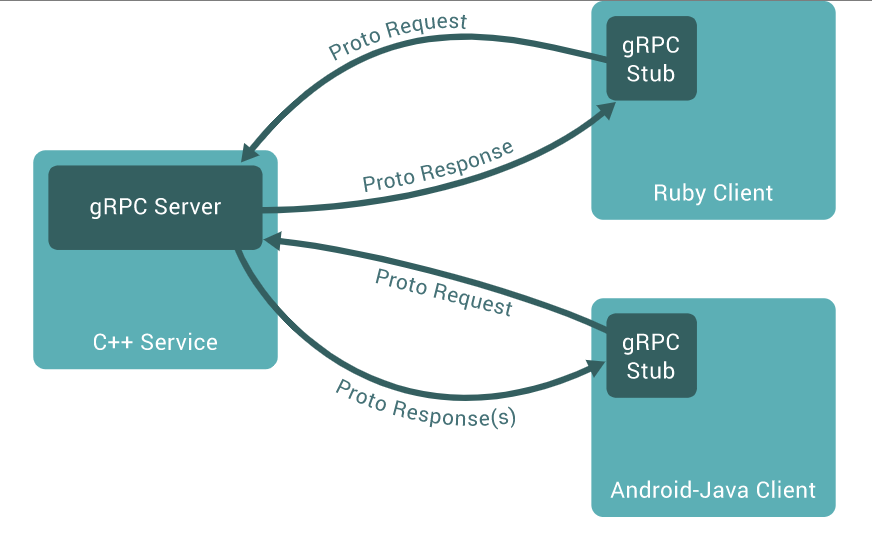 Proto Request
gRPC
Stub
Ruby Client
Proto Response
gRPC Server
C++ Service
Proto Request
gRPC
Stub
Android-Java Client
Proto Response(s)